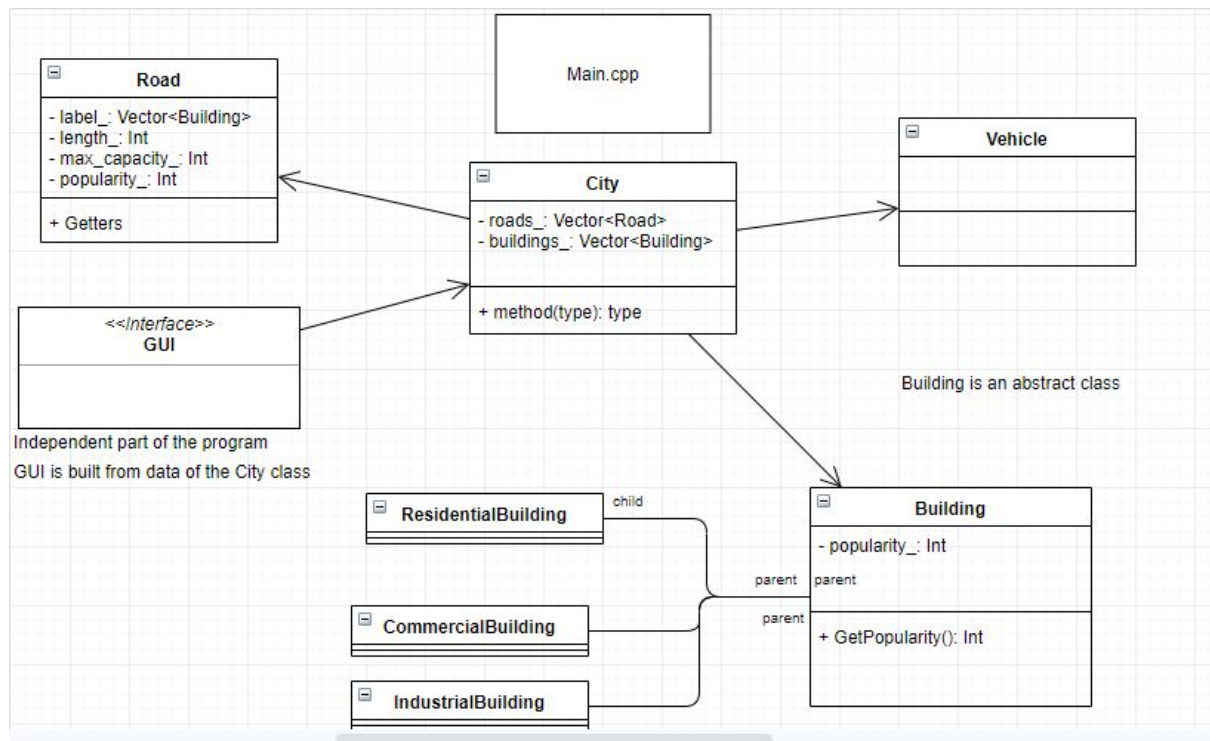 Main.cpp
Road
- label_: Vector<Building>
- length_: Int
- max_capacity_: Int
- popularity_: Int
+ Getters
City
- roads_: Vector<Road>
- buildings_: Vector<Building>
+ method(type): type
Vehicle
<<Interface>>
GUI
Independent part of the program
GUI is built from data of the City class
Building is an abstract class
ResidentialBuilding
child
CommercialBuilding
IndustrialBuilding
parent
parent
parent
Building
- popularity_: Int
+ GetPopularity(): Int